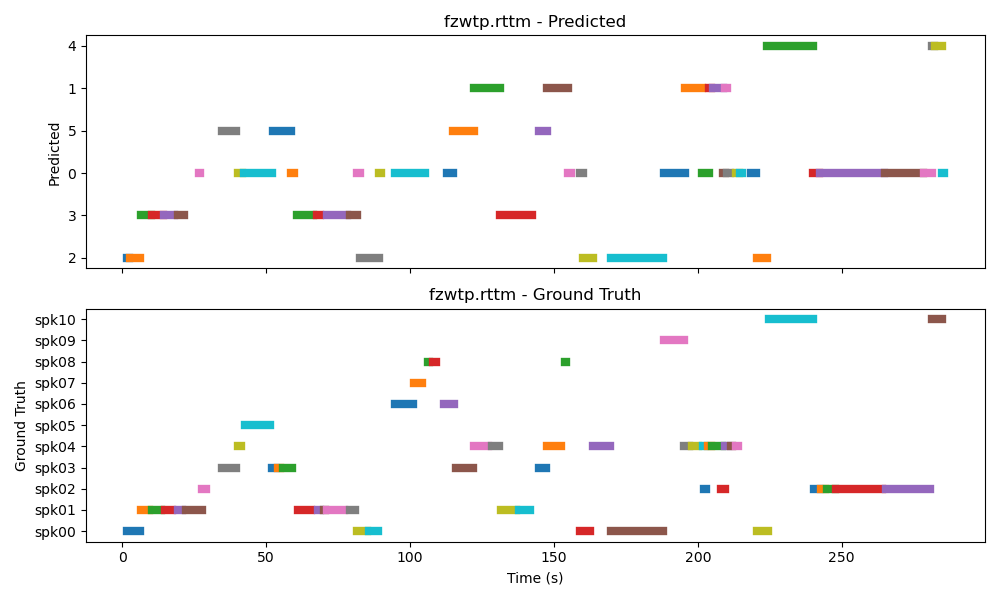 fzwtp.rttm - Predicted
Predicted
4
1
5
0
3
2
fzwtp.rttm - Ground Truth
Ground Truth
spk10
spk09
spk08
spk07
spk06
spk05
spk04
spk03
spk02
spk01
spk00
0 50 100 150 200 250
Time (s)